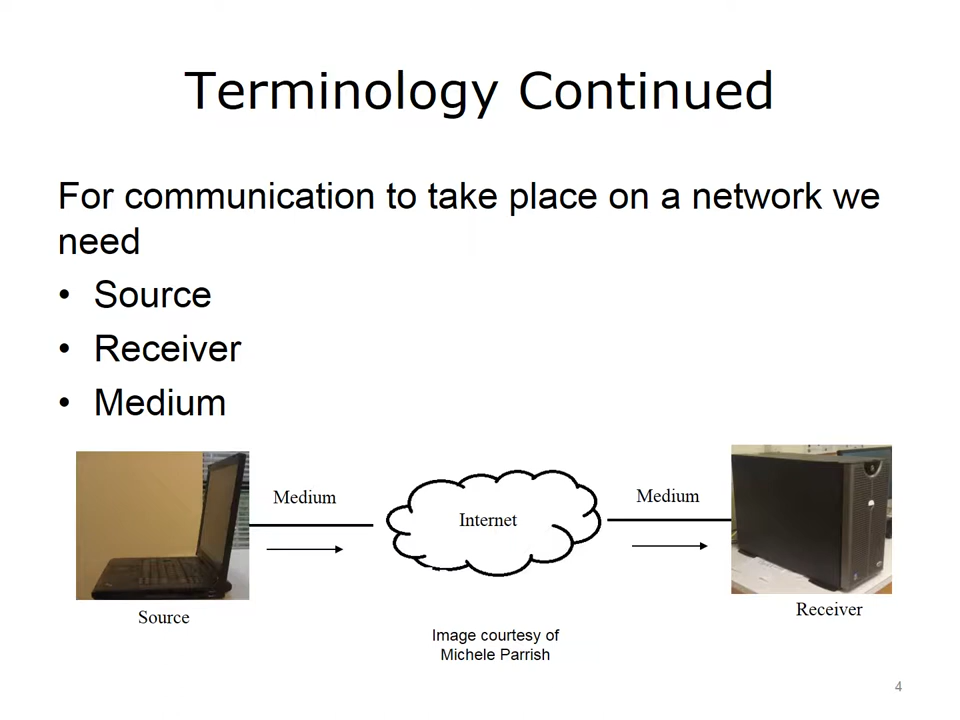 Terminology Continued
For communication to take place on a network we
need
• Source
• Receiver
• Medium
Medium
Internet
Medium
Source
Receiver
Image courtesy of
Michele Parrish
4